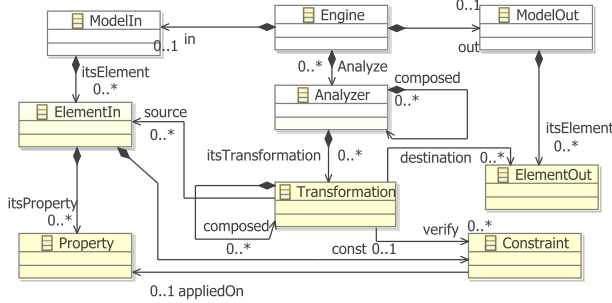 ModelIn
Engine
0..1
ModelOut
in
0..1
out
itsElement
0..*
0..*
Analyze
composed
0..*
Analyzer
ElementIn
source
0..*
itsElement
0..*
itsTransformation
0..*
destination 0..*
ElementOut
Transformation
itsProperty
0..*
composed
0..*
verify 0..*
const 0..1
Property
Constraint
0..1 appliedOn